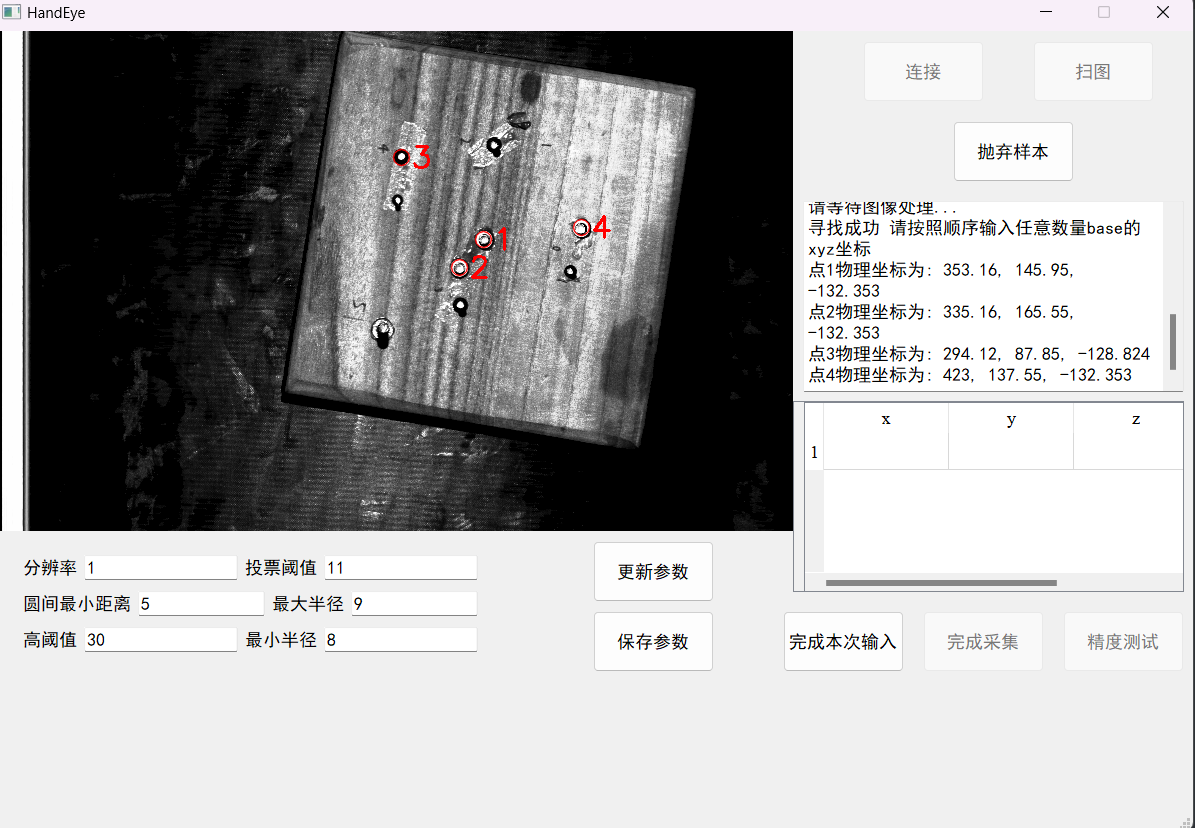 HandEye
连接
扫图
抛弃样本
3
1
2
4
请等待图像处理...
寻找成功 请按照顺序输入任意数量base的
xyz坐标
点1物理坐标为: 353.16, 145.95,
-132.353
点2物理坐标为: 335.16, 165.55,
-132.353
点3物理坐标为: 294.12, 87.85, -128.824
点4物理坐标为: 423, 137.55, -132.353
x y z
1
分辨率 1 投票阈值 11
圆间最小距离 5 最大半径 9
高阈值 30 最小半径 8
更新参数
保存参数
完成本次输入
完成采集
精度测试